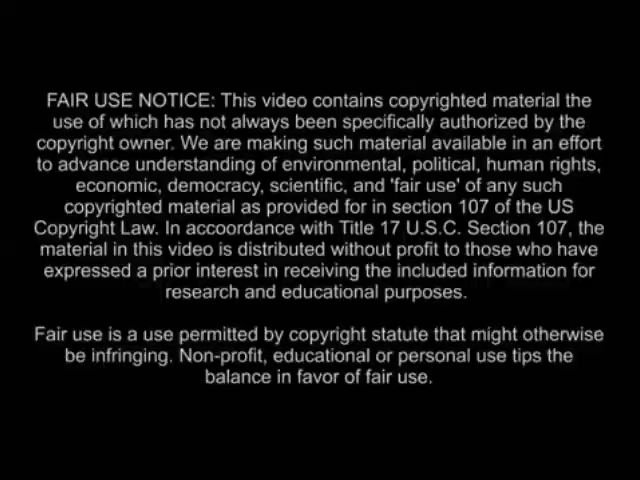 FAIR USE NOTICE: This video contains copyrighted material the
use of which has not always been specifically authorized by the
copyright owner. We are making such material available in an effort
to advance understanding of environmental, political, human rights,
economic, democracy, scientific, and 'fair use' of any such
copyrighted material as provided for in section 107 of the US
Copyright Law. In accoordance with Title 17 U.S.C. Section 107, the
material in this video is distributed without profit to those who have
expressed a prior interest in receiving the included information for
research and educational purposes.
Fair use is a use permitted by copyright statute that might otherwise
be infringing. Non-profit, educational or personal use tips the
balance in favor of fair use.